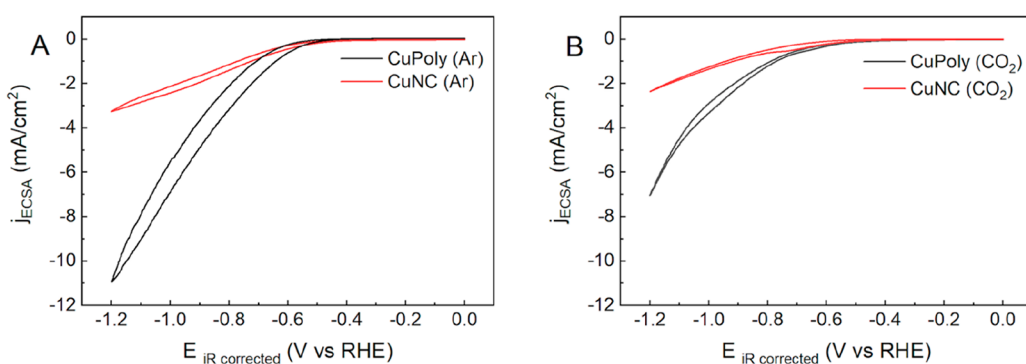 A
0
-2
-4
-6
-8
-10
-12
j ECSA (mA/cm²)
CuPoly (Ar)
CuNC (Ar)
-1.2 -1.0 -0.8 -0.6 -0.4 -0.2 0.0
E iR corrected (V vs RHE)
B
0
-2
-4
-6
-8
-10
-12
j ECSA (mA/cm²)
CuPoly (CO₂)
CuNC (CO₂)
-1.2 -1.0 -0.8 -0.6 -0.4 -0.2 0.0
E iR corrected (V vs RHE)